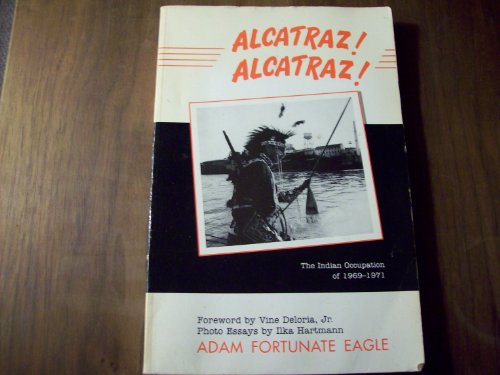 ALCATRAZ!
ALCATRAZ!
The Indian Occupation
of 1969-1971
Foreword by Vine Deloria, Jr.
Photo Essays by Ilka Hartmann
ADAM FORTUNATE EAGLE